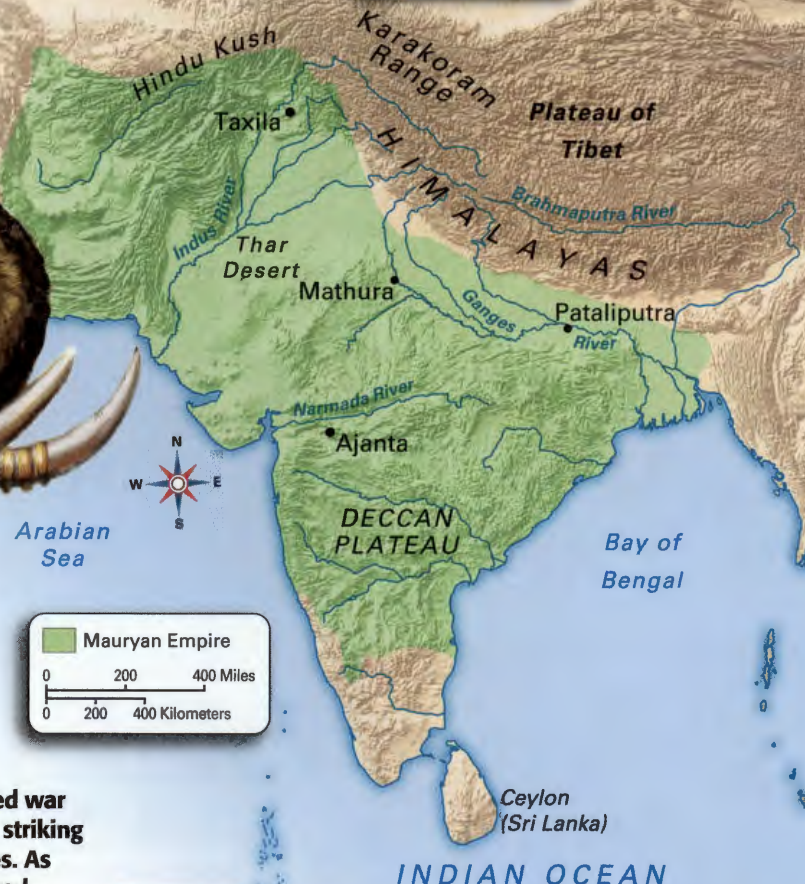 Hindu Kush
Karakoram
Range
Plateau of
Tibet
Taxila
HIMALAYAS
Brahmaputra River
Indus River
Thar
Desert
Mathura
Ganges
River
Pataliputra
Narmada River
Ajanta
N
W
E
S
DECCAN
PLATEAU
Arabian
Sea
Bay of
Bengal
Mauryan Empire
0 200 400 Miles
0 200 400 Kilometers
ed war
striking
es. As
Ceylon
(Sri Lanka)
INDIAN OCEAN